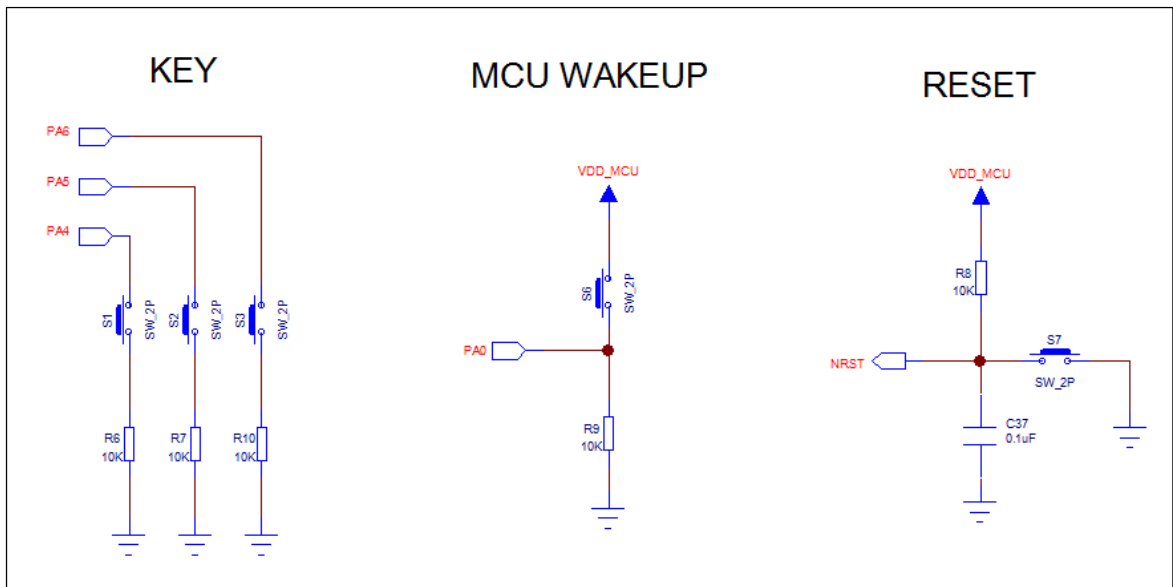 KEY
PA6
PA5
PA4
S1
SW_2P
S2
SW_2P
S3
SW_2P
R6
10K
R7
10K
R10
10K
MCU WAKEUP
VDD_MCU
S6
SW_2P
PA0
R9
10K
RESET
VDD_MCU
R8
10K
S7
SW_2P
NRST
C37
0.1uF